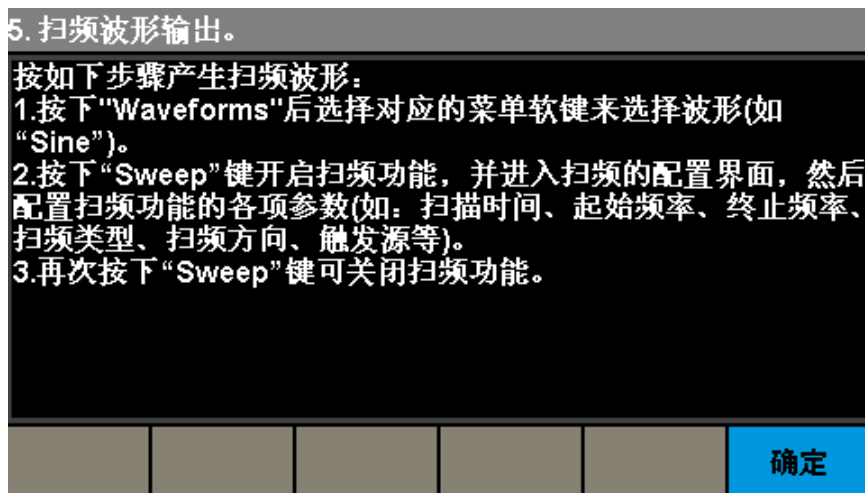 5. 扫频波形输出。
按如下步骤产生扫频波形：
1.按下"Waveforms"后选择对应的菜单软键来选择波形(如
“Sine”)。
2.按下“Sweep”键开启扫频功能，并进入扫频的配置界面，然后
配置扫频功能的各项参数(如：扫描时间、起始频率、终止频率、
扫频类型、扫频方向、触发源等)。
3.再次按下“Sweep”键可关闭扫频功能。
确定